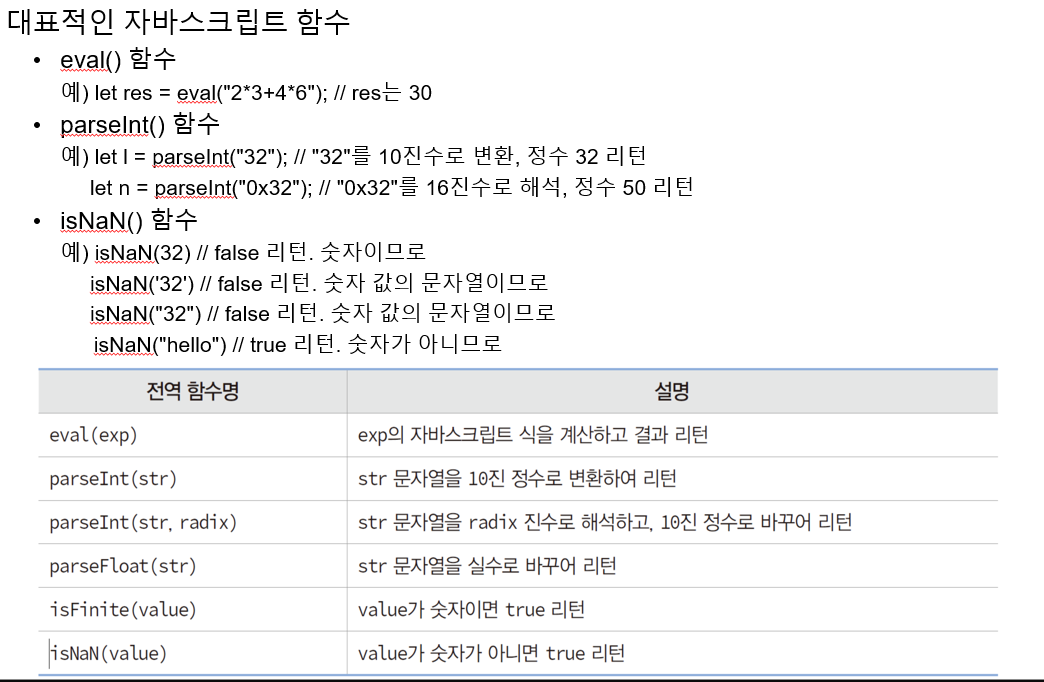 대표적인 자바스크립트 함수
• eval() 함수
예) let res = eval("2*3+4*6"); // res는 30
• parseInt() 함수
예) let l = parseInt("32"); // "32"를 10진수로 변환, 정수 32 리턴
let n = parseInt("0x32"); // "0x32"를 16진수로 해석, 정수 50 리턴
• isNaN() 함수
예) isNaN(32) // false 리턴. 숫자이므로
isNaN('32') // false 리턴. 숫자 값의 문자열이므로
isNaN("32") // false 리턴. 숫자 값의 문자열이므로
isNaN("hello") // true 리턴. 숫자가 아니므로
전역 함수명 설명
eval(exp) exp의 자바스크립트 식을 계산하고 결과 리턴
parseInt(str) str 문자열을 10진 정수로 변환하여 리턴
parseInt(str, radix) str 문자열을 radix 진수로 해석하고, 10진 정수로 바꾸어 리턴
parseFloat(str) str 문자열을 실수로 바꾸어 리턴
isFinite(value) value가 숫자이면 true 리턴
isNaN(value) value가 숫자가 아니면 true 리턴